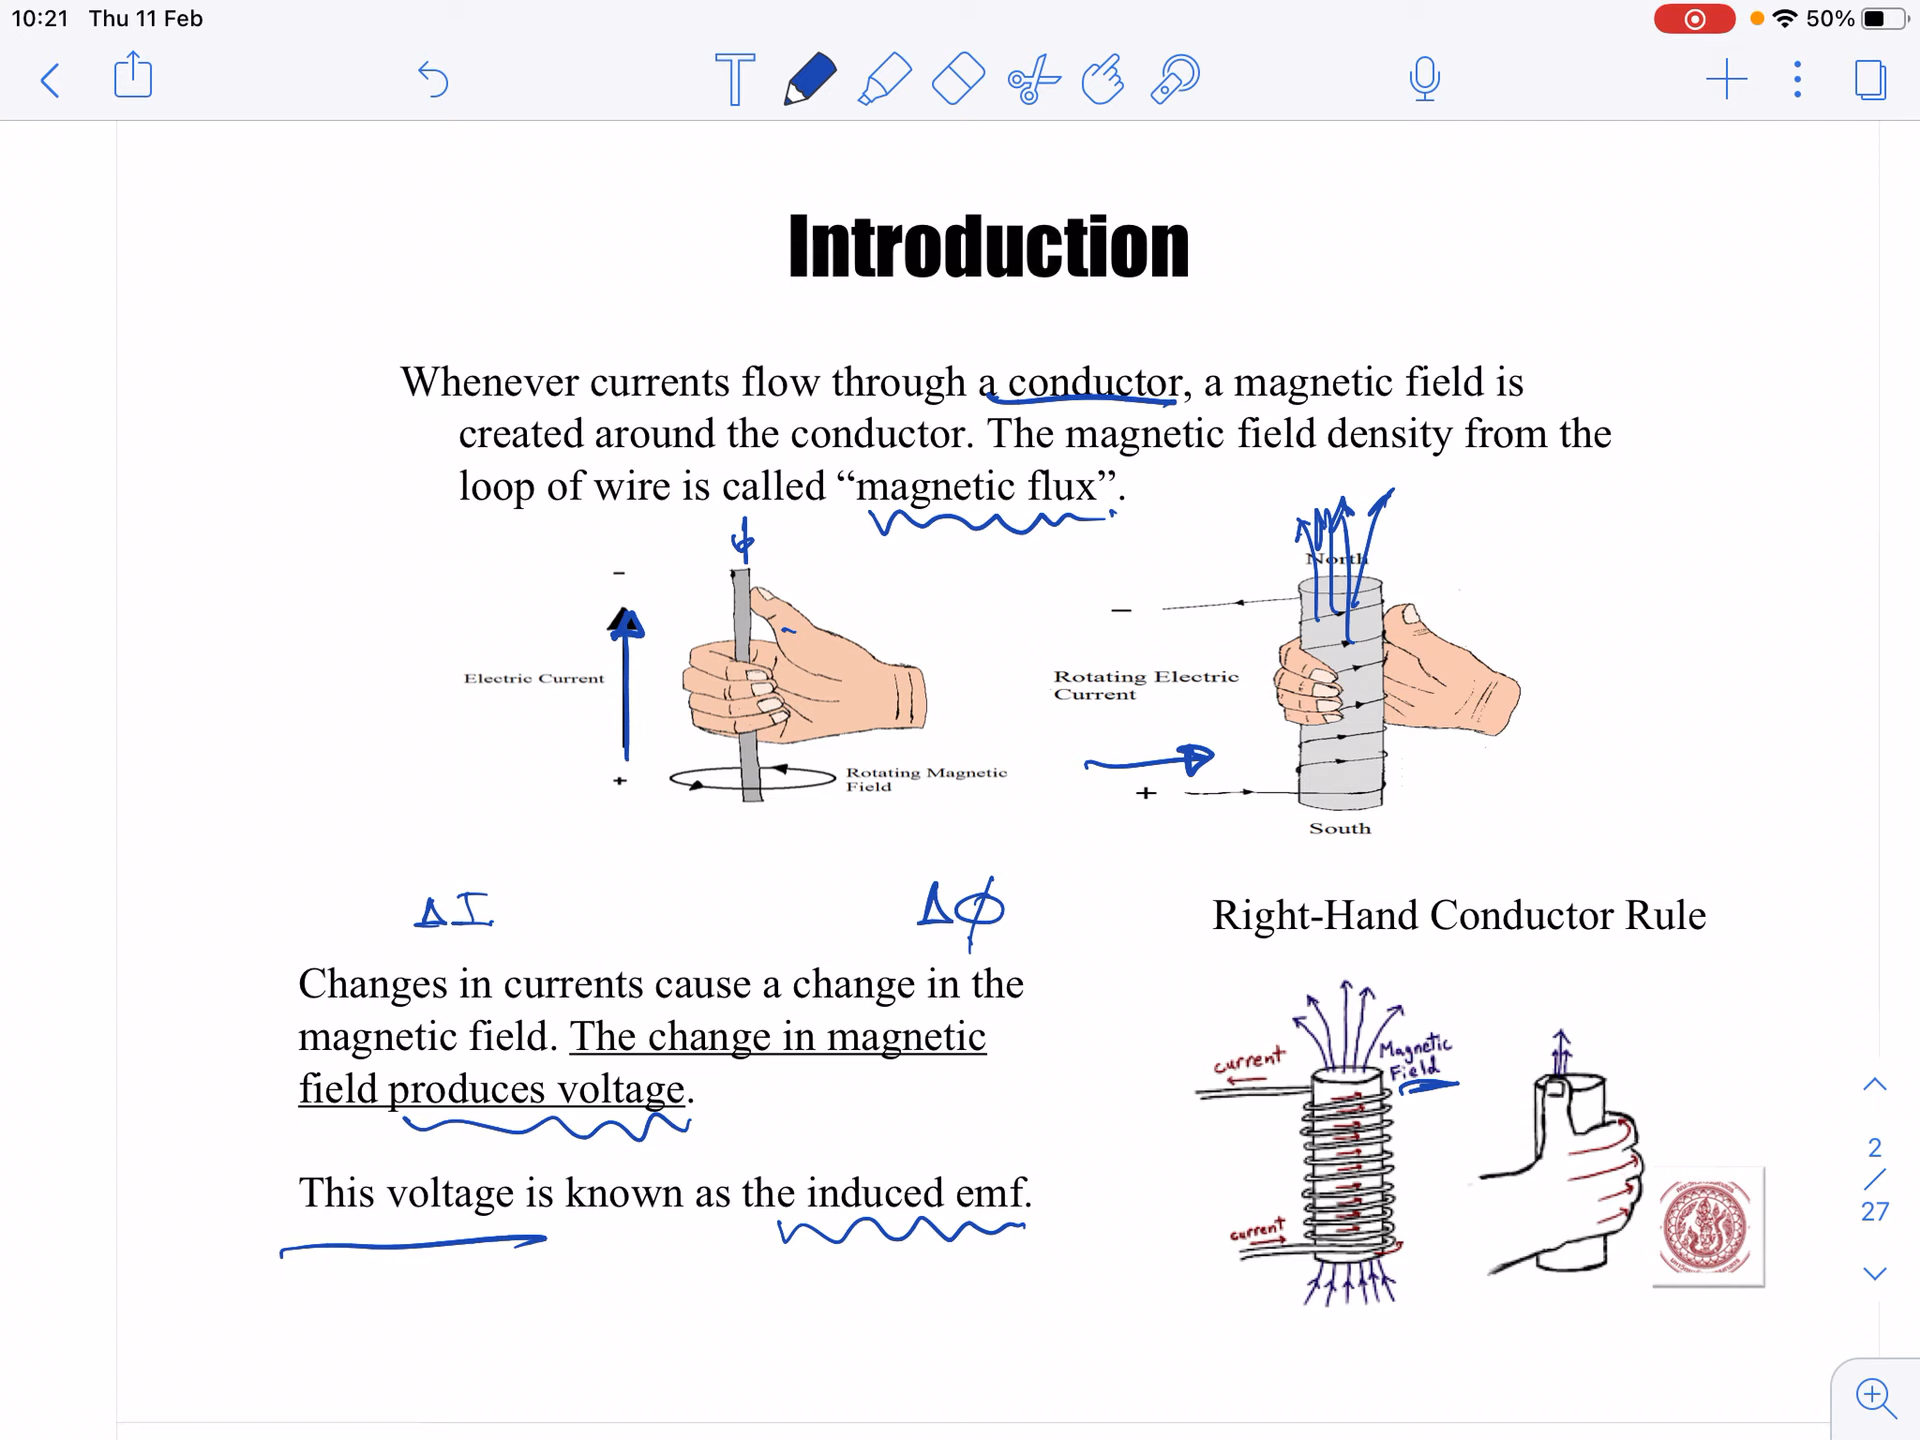 10:21 Thu 11 Feb
50%
Introduction
Whenever currents flow through a conductor, a magnetic field is
created around the conductor. The magnetic field density from the
loop of wire is called “magnetic flux”.
−
Electric Current
+
Rotating Magnetic
Field
North
−
Rotating Electric
Current
+
South
ΔI
Δϕ
Right-Hand Conductor Rule
Changes in currents cause a change in the
magnetic field. The change in magnetic
field produces voltage.
This voltage is known as the induced emf.
current
Magnetic
Field
current
2
/
27